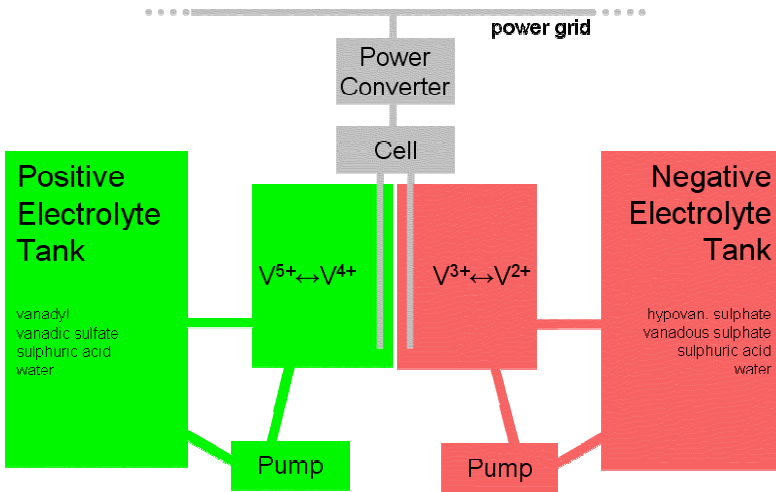 power grid
Power
Converter
Cell
Positive
Electrolyte
Tank
vanadyl
vanadic sulfate
sulphuric acid
water
V5+↔V4+
V3+↔V2+
Negative
Electrolyte
Tank
hypovan. sulphate
vanadous sulphate
sulphuric acid
water
Pump
Pump